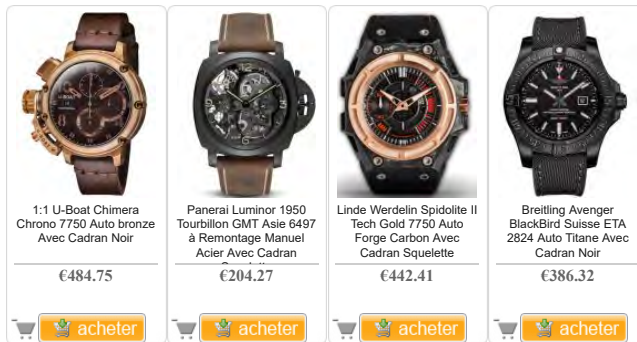 1:1 U-Boat Chimera
Chrono 7750 Auto bronze
Avec Cadran Noir
€484.75
acheter
Panerai Luminor 1950
Tourbillon GMT Asie 6497
à Remontage Manuel
Acier Avec Cadran
€204.27
acheter
Linde Werdelin Spidolite II
Tech Gold 7750 Auto
Forge Carbon Avec
Cadran Squelette
€442.41
acheter
Breitling Avenger
BlackBird Suisse ETA
2824 Auto Titane Avec
Cadran Noir
€386.32
acheter